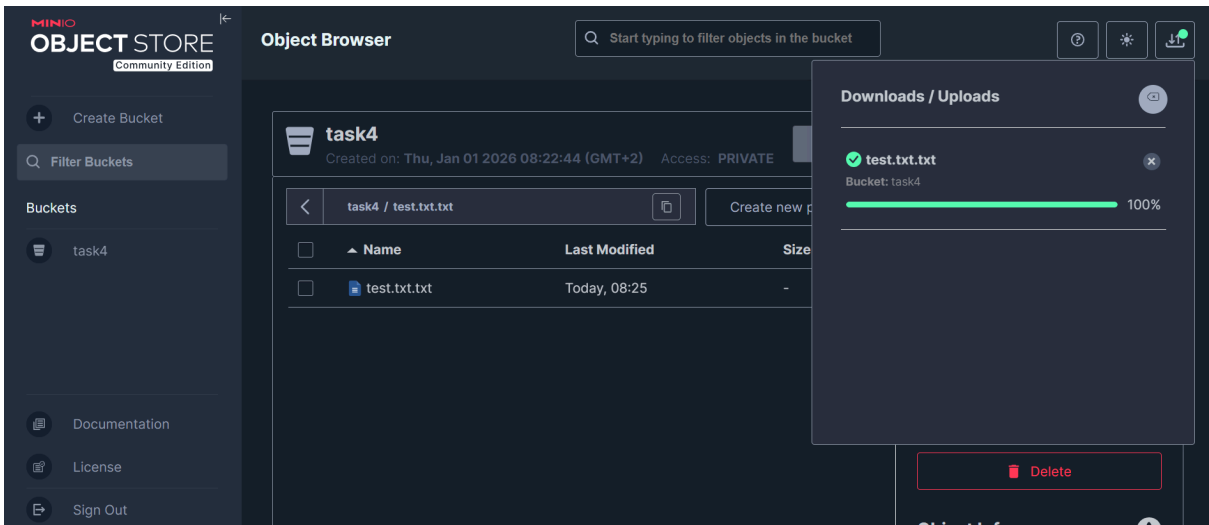 MINIO
OBJECT STORE
Community Edition
Create Bucket
Filter Buckets
Buckets
task4
Documentation
License
Sign Out
Object Browser
Start typing to filter objects in the bucket
task4
Created on: Thu, Jan 01 2026 08:22:44 (GMT+2) Access: PRIVATE
task4 / test.txt.txt
Create new p
Name Last Modified Size
test.txt.txt Today, 08:25 -
Downloads / Uploads
test.txt.txt
Bucket: task4
100%
Delete